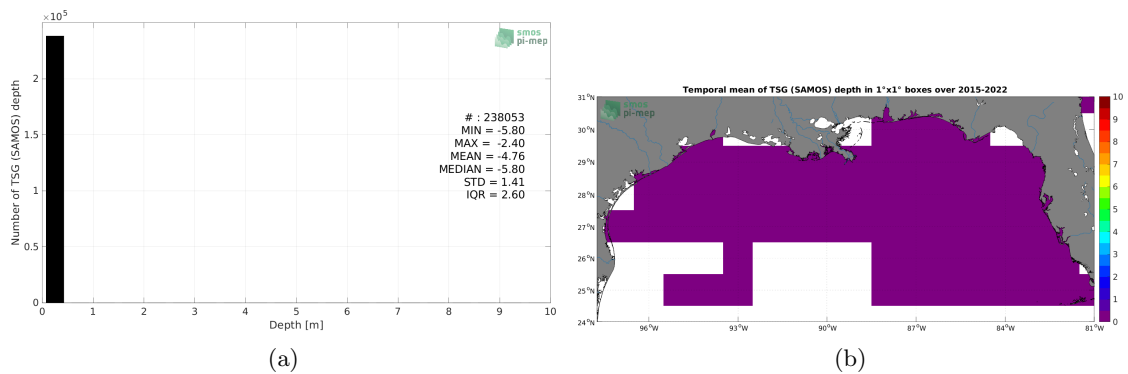 ×10⁵
smos
pi-mep
2
1.5
1
0.5
0
Number of TSG (SAMOS) depth
# : 238053
MIN = -5.80
MAX = -2.40
MEAN = -4.76
MEDIAN = -5.80
STD = 1.41
IQR = 2.60
0 1 2 3 4 5 6 7 8 9 10
Depth [m]
(a)
Temporal mean of TSG (SAMOS) depth in 1°x1° boxes over 2015-2022
smos
pi-mep
31°N
30°N
29°N
28°N
27°N
26°N
25°N
24°N
96°W 93°W 90°W 87°W 84°W 81°W
10
9
8
7
6
5
4
3
2
1
0
(b)